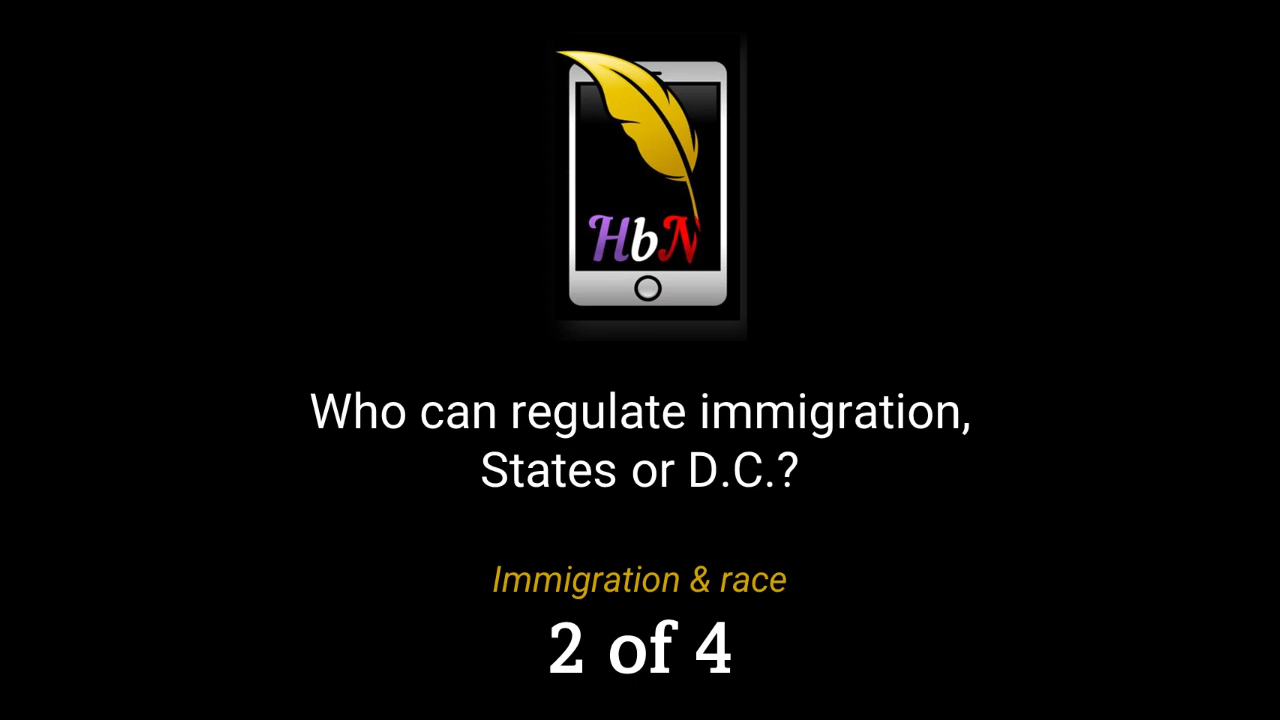 HbN
Who can regulate immigration,
States or D.C.?
Immigration & race
2 of 4